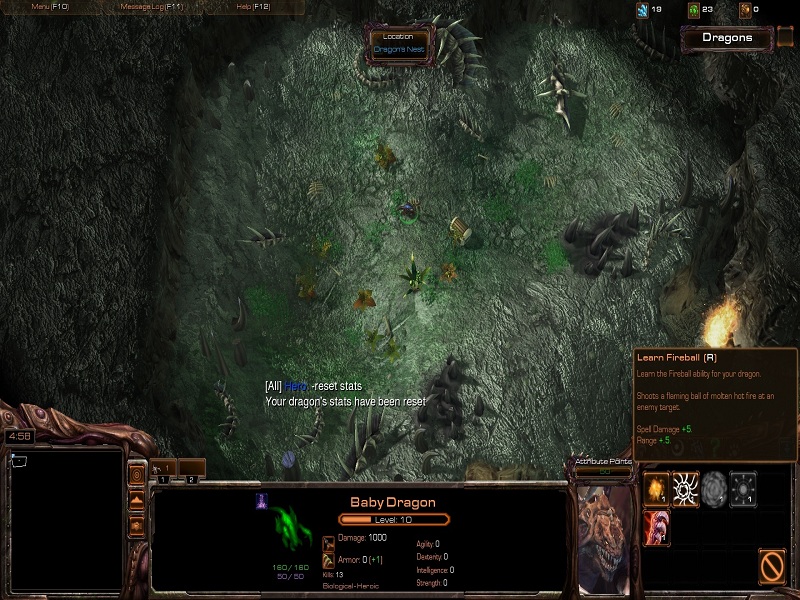 Menu (F10)
Message Log (F11)
Help (F12)
19
23
0
Location
Dragon's Nest
Dragons
[All] Hero: -reset stats
Your dragon's stats have been reset
Learn Fireball (R)
Learn the Fireball ability for your dragon.
Shoots a flaming ball of molten hot fire at an
enemy target.
Spell Damage +5.
Range +.5.
4:58
1
1
2
Baby Dragon
Level: 10
Damage: 1000
Armor: 0 (+1)
Kills: 13
Biological-Heroic
160/160
50/50
Agility: 0
Dexterity: 0
Intelligence: 0
Strength: 0
Attribute Points
1
1
1
1